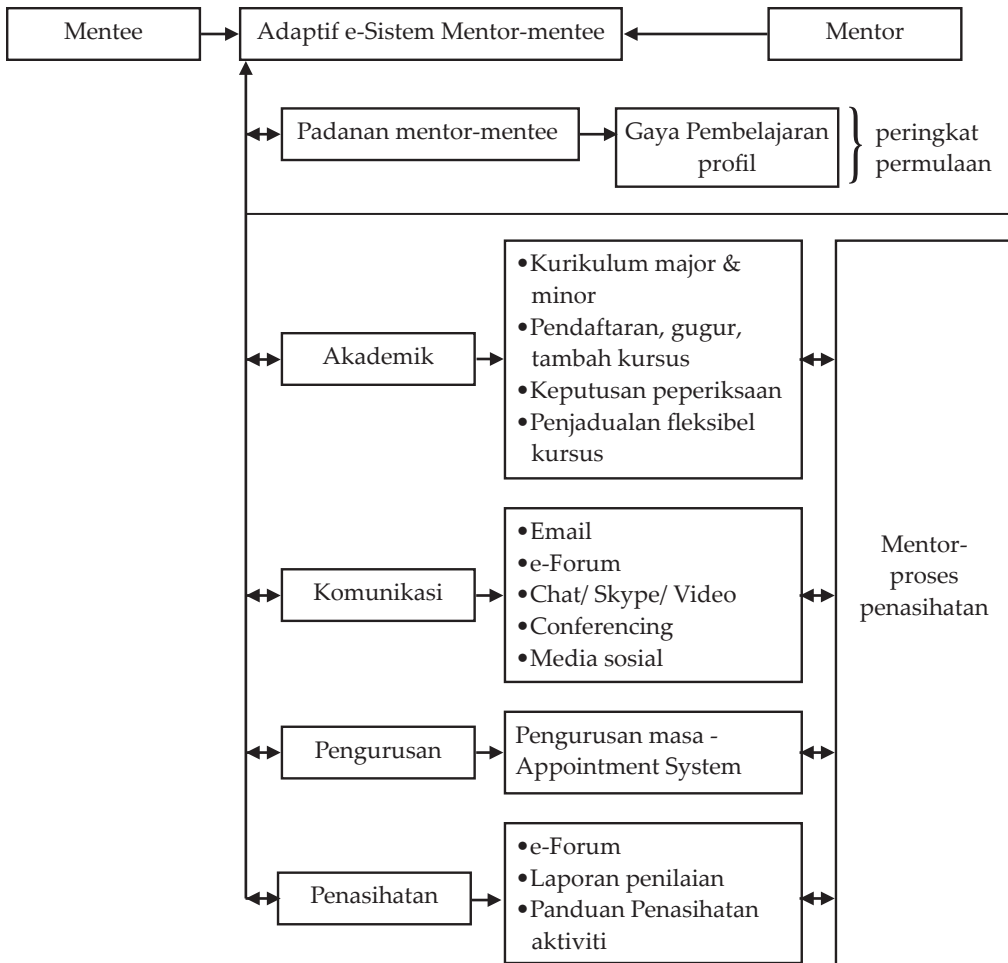 Mentee
Adaptif e-Sistem Mentor-mentee
Mentor
Padanan mentor-mentee
Gaya Pembelajaran
profil
peringkat
permulaan
Akademik
•Kurikulum major &
minor
•Pendaftaran, gugur,
tambah kursus
•Keputusan peperiksaan
•Penjadualan fleksibel
kursus
Komunikasi
•Email
•e-Forum
•Chat/ Skype/ Video
•Conferencing
•Media sosial
Mentor-
proses
penasihatan
Pengurusan
Pengurusan masa -
Appointment System
Penasihatan
•e-Forum
•Laporan penilaian
•Panduan Penasihatan
aktiviti